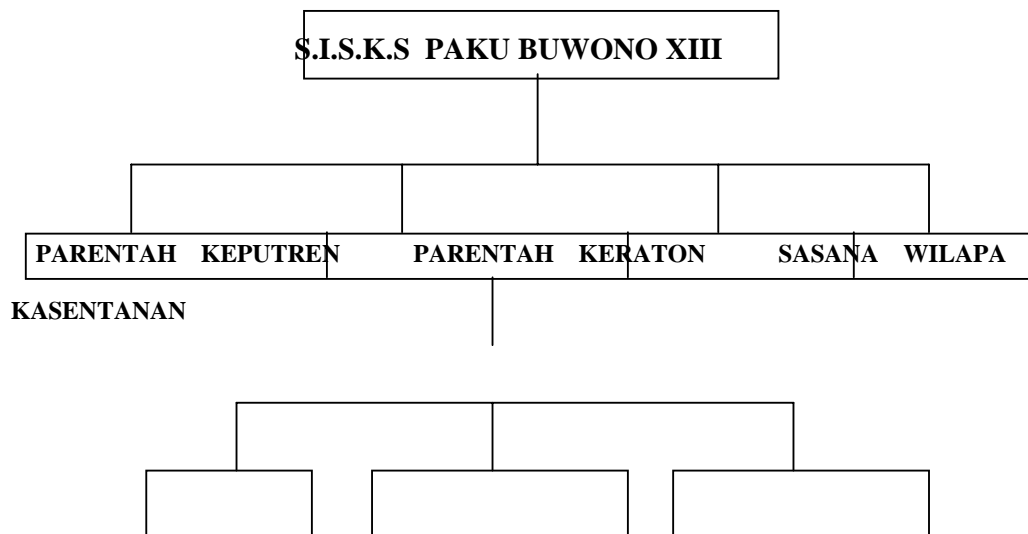 S.I.S.K.S PAKU BUWONO XIII
PARENTAH KEPUTREN PARENTAH KERATON SASANA WILAPA
KASENTANAN